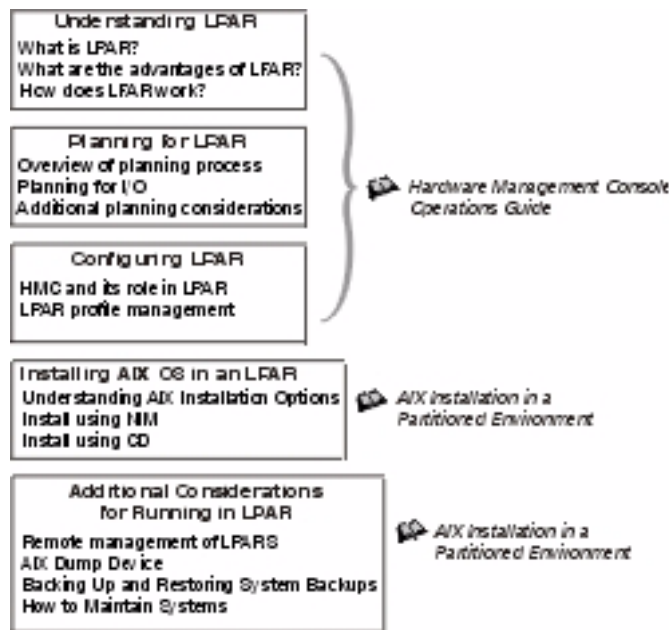 Understanding LPAR
What is LPAR?
What are the advantages of LPAR?
How does LPAR work?
Planning for LPAR
Overview of planning process
Planning for I/O
Additional planning considerations
Hardware Management Console
Operations Guide
Configuring LPAR
HMC and its role in LPAR
LPAR profile management
Installing AIX OS in an LPAR
Understanding AIX Installation Options
Install using NIM
Install using CD
AIX Installation in a
Partitioned Environment
Additional Considerations
for Running in LPAR
Remote management of LPARS
AIX Dump Device
Backing Up and Restoring System Backups
How to Maintain Systems
AIX Installation in a
Partitioned Environment